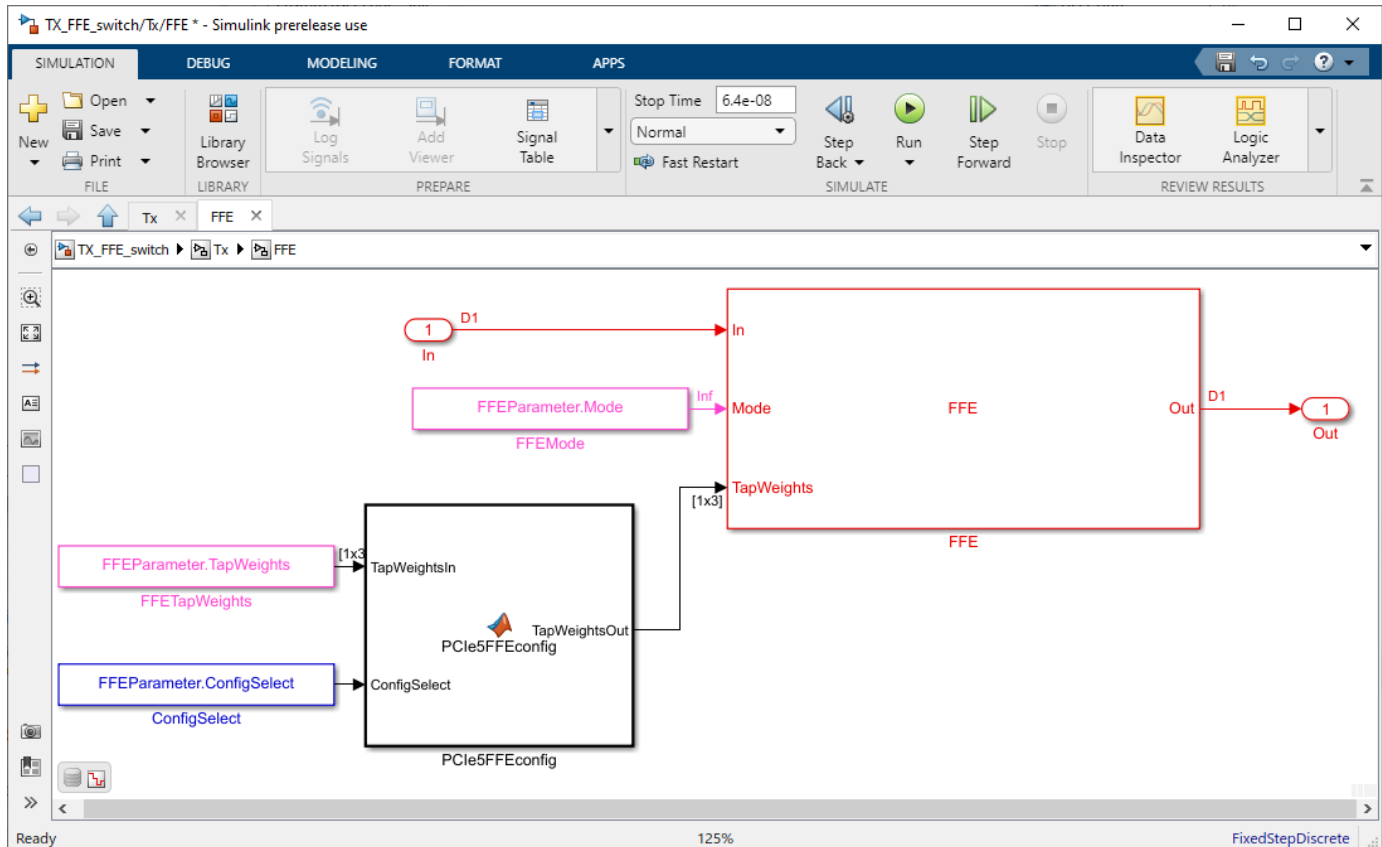 TX_FFE_switch/Tx/FFE * - Simulink prerelease use
SIMULATION DEBUG MODELING FORMAT APPS
New
Open
Save
Print
FILE
Library
Browser
LIBRARY
Log
Signals
Add
Viewer
Signal
Table
PREPARE
Stop Time 6.4e-08
Normal
Fast Restart
Step
Back
Run
Step
Forward
Stop
SIMULATE
Data
Inspector
Logic
Analyzer
REVIEW RESULTS
Tx FFE
TX_FFE_switch Tx FFE
1
In
D1
FFEParameter.Mode
FFEMode
Inf
In
Mode
TapWeights
FFE
Out
FFE
D1
1
Out
[1x3]
FFEParameter.TapWeights
FFETapWeights
[1x3
FFEParameter.ConfigSelect
ConfigSelect
TapWeightsIn
TapWeightsOut
PCIe5FFEconfig
ConfigSelect
PCIe5FFEconfig
Ready 125% FixedStepDiscrete